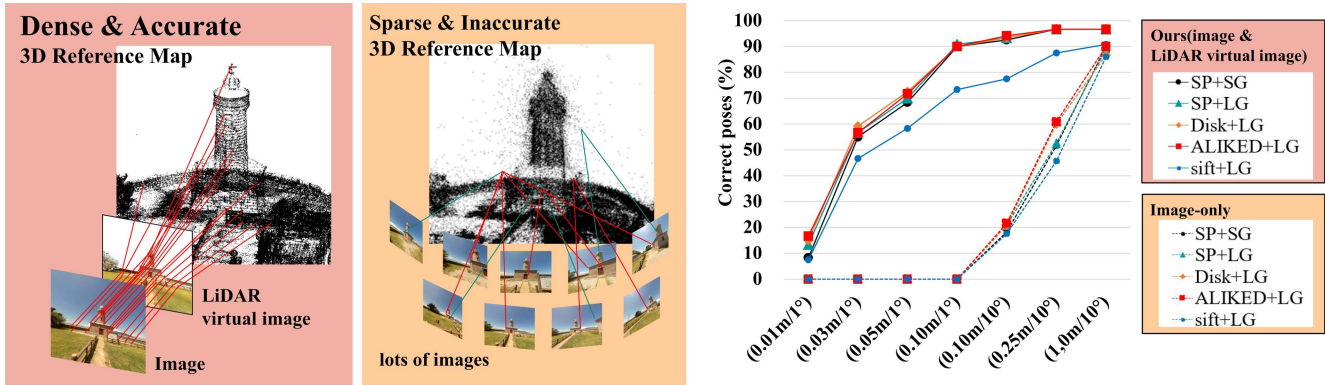 Dense & Accurate
3D Reference Map
LiDAR
virtual image
Image
Sparse & Inaccurate
3D Reference Map
lots of images
Correct poses (%)
100
90
80
70
60
50
40
30
20
10
0
(0.01m/1°)
(0.03m/1°)
(0.05m/1°)
(0.10m/1°)
(0.10m/10°)
(0.25m/10°)
(1,0m/10°)
Ours(image &
LiDAR virtual image)
SP+SG
SP+LG
Disk+LG
ALIKED+LG
sift+LG
Image-only
SP+SG
SP+LG
Disk+LG
ALIKED+LG
sift+LG